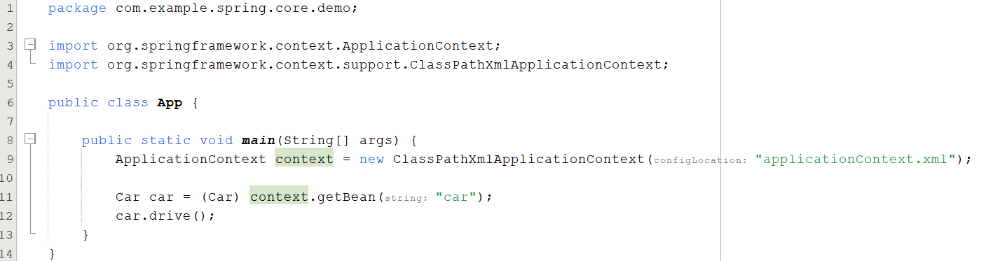 1 package com.example.spring.core.demo;
2
3 import org.springframework.context.ApplicationContext;
4 import org.springframework.context.support.ClassPathXmlApplicationContext;
5
6 public class App {
7
8 public static void main(String[] args) {
9 ApplicationContext context = new ClassPathXmlApplicationContext(configLocation: "applicationContext.xml");
10
11 Car car = (Car) context.getBean(string: "car");
12 car.drive();
13 }
14 }